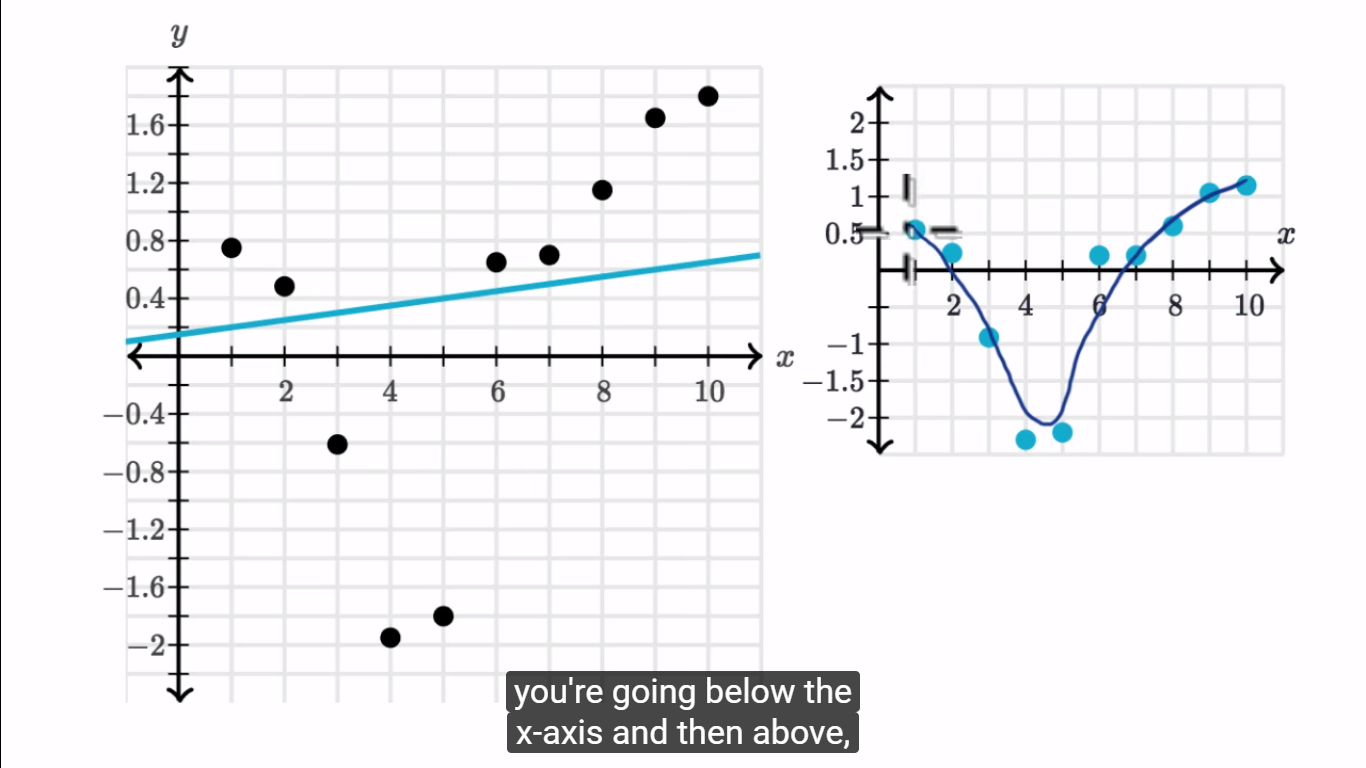 y
1.6
1.2
0.8
0.4
x
2 4 6 8 10
−0.4
−0.8
−1.2
−1.6
−2
2
1.5
1
0.5
x
2 4 6 8 10
−1
−1.5
−2
you're going below the
x-axis and then above,